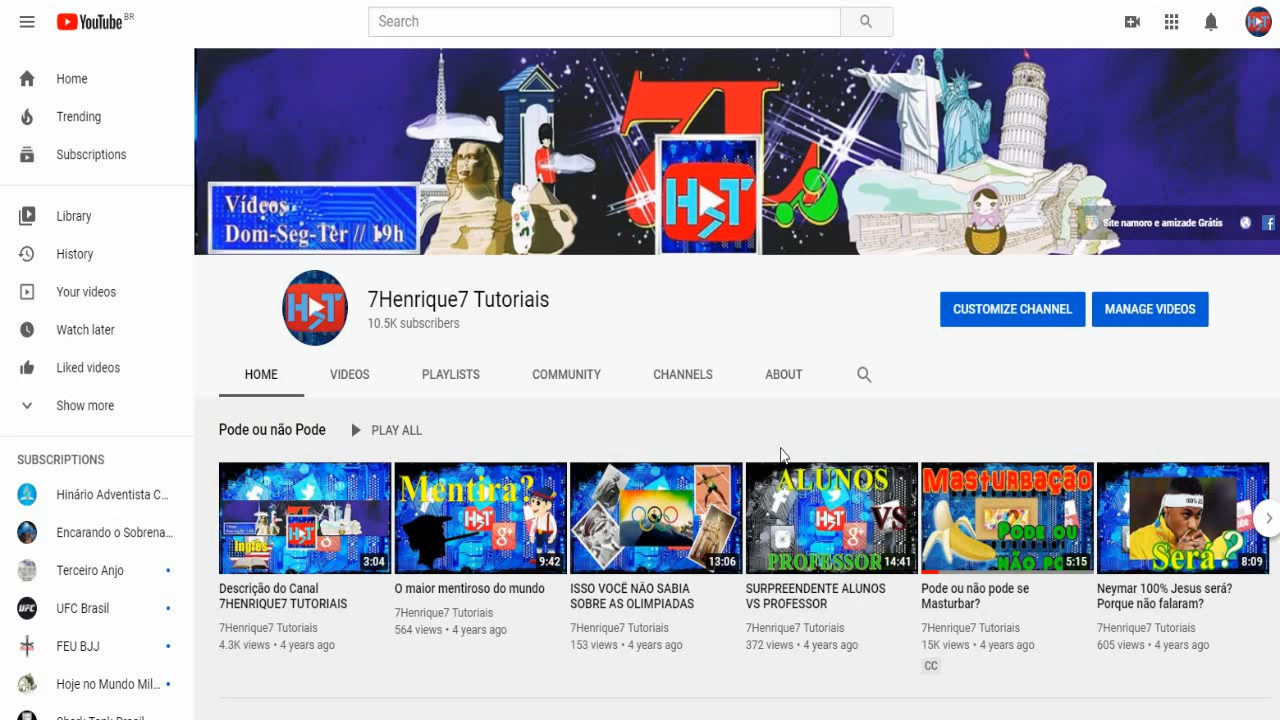 YouTube BR
Search
Home
Trending
Subscriptions
Library
History
Your videos
Watch later
Liked videos
Show more
SUBSCRIPTIONS
Hinário Adventista C...
Encarando o Sobrena...
Terceiro Anjo
UFC Brasil
FEU BJJ
Hoje no Mundo Mil...
Shark Tank Brasil
Vídeos
Dom-Seg-Ter // 19h
H7T
Site namoro e amizade Grátis
7Henrique7 Tutoriais
10.5K subscribers
CUSTOMIZE CHANNEL
MANAGE VIDEOS
HOME
VIDEOS
PLAYLISTS
COMMUNITY
CHANNELS
ABOUT
Pode ou não Pode
PLAY ALL
Inglês
3:04
Descrição do Canal
7HENRIQUE7 TUTORIAIS
7Henrique7 Tutoriais
4.3K views • 4 years ago
Mentira?
9:42
O maior mentiroso do mundo
7Henrique7 Tutoriais
564 views • 4 years ago
13:06
ISSO VOCÊ NÃO SABIA
SOBRE AS OLIMPIADAS
7Henrique7 Tutoriais
153 views • 4 years ago
ALUNOS
VS
PROFESSOR
14:41
SURPREENDENTE ALUNOS
VS PROFESSOR
7Henrique7 Tutoriais
372 views • 4 years ago
Masturbação
PODE OU
NÃO
5:15
Pode ou não pode se
Masturbar?
7Henrique7 Tutoriais
15K views • 4 years ago
CC
100%
Será?
8:09
Neymar 100% Jesus será?
Porque não falaram?
7Henrique7 Tutoriais
605 views • 4 years ago